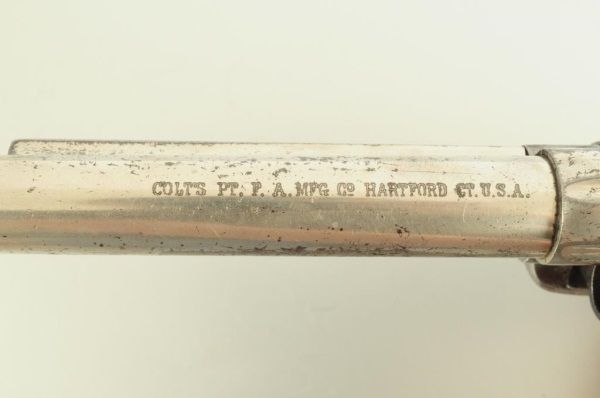 COLT'S PT. F. A. MFG Co HARTFORD CT. U.S.A.